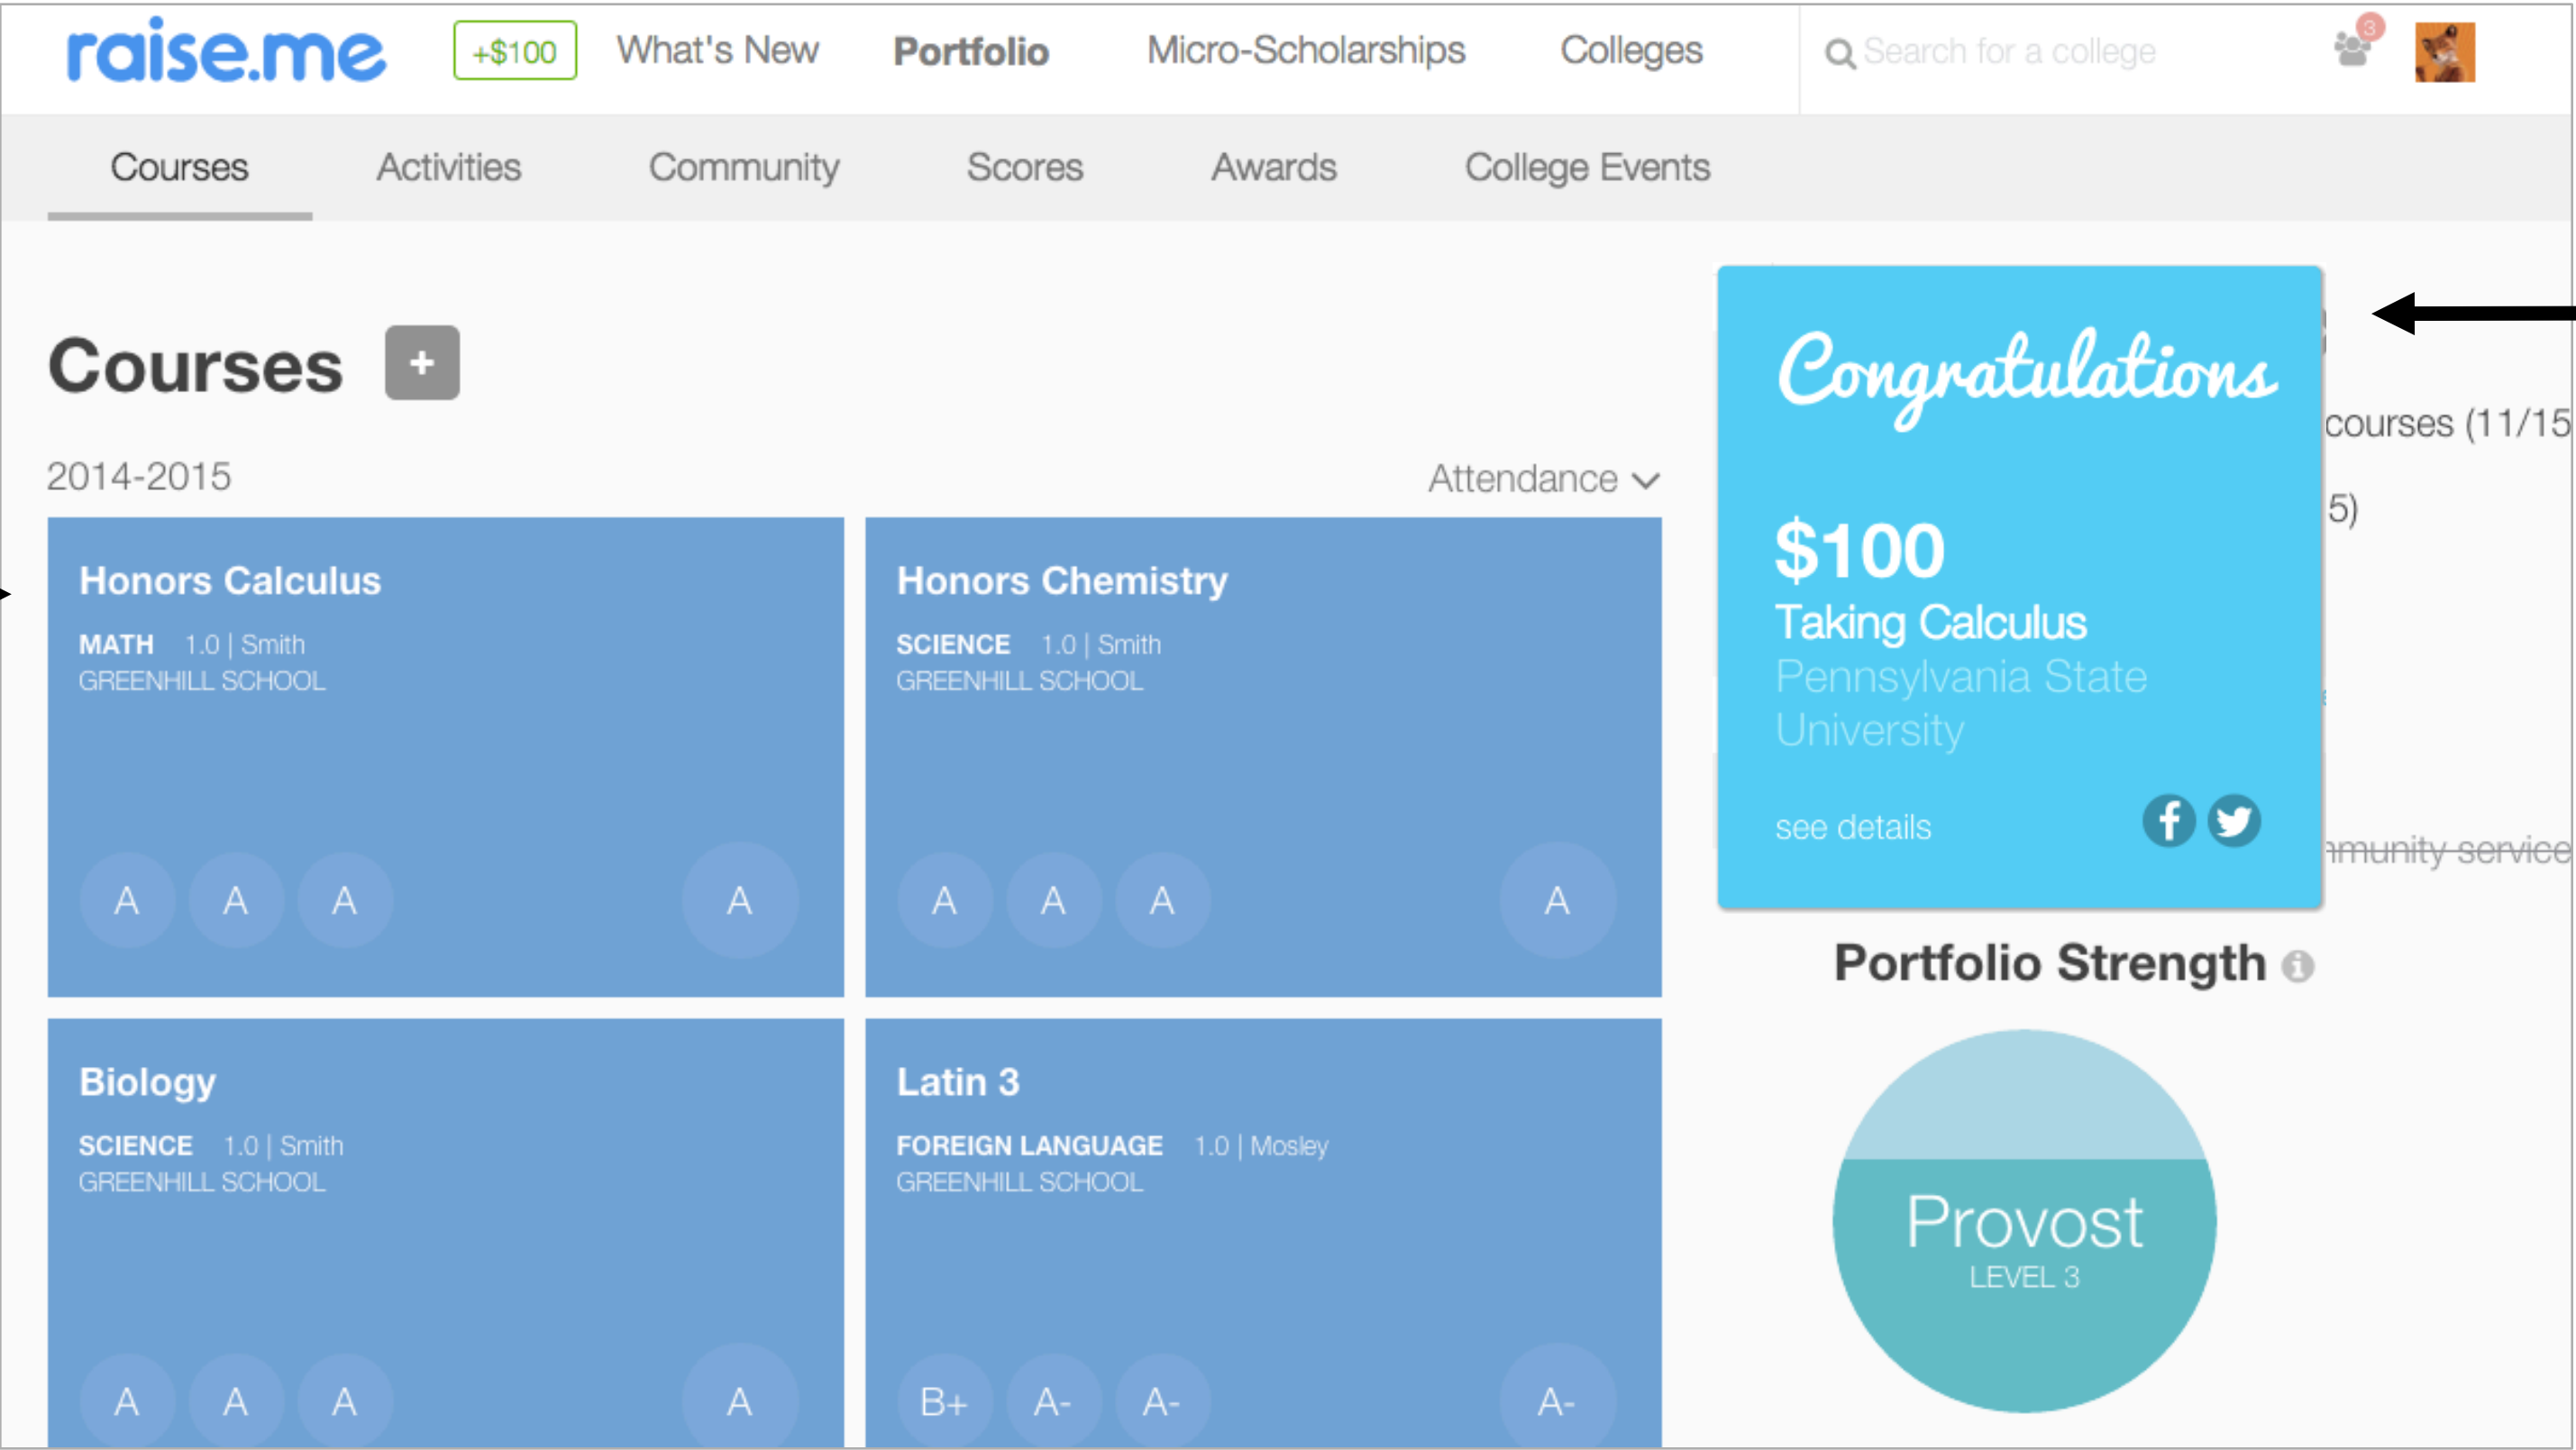 raise.me
+$100
What's New
Portfolio
Micro-Scholarships
Colleges
Search for a college
3
Courses
Activities
Community
Scores
Awards
College Events
Courses +
2014-2015
Attendance
Honors Calculus
MATH 1.0 | Smith
GREENHILL SCHOOL
A A A A
Honors Chemistry
SCIENCE 1.0 | Smith
GREENHILL SCHOOL
A A A A
Biology
SCIENCE 1.0 | Smith
GREENHILL SCHOOL
A A A A
Latin 3
FOREIGN LANGUAGE 1.0 | Mosley
GREENHILL SCHOOL
B+ A- A- A-
Congratulations
$100
Taking Calculus
Pennsylvania State
University
see details
courses (11/15
5)
service
Portfolio Strength
Provost
LEVEL 3